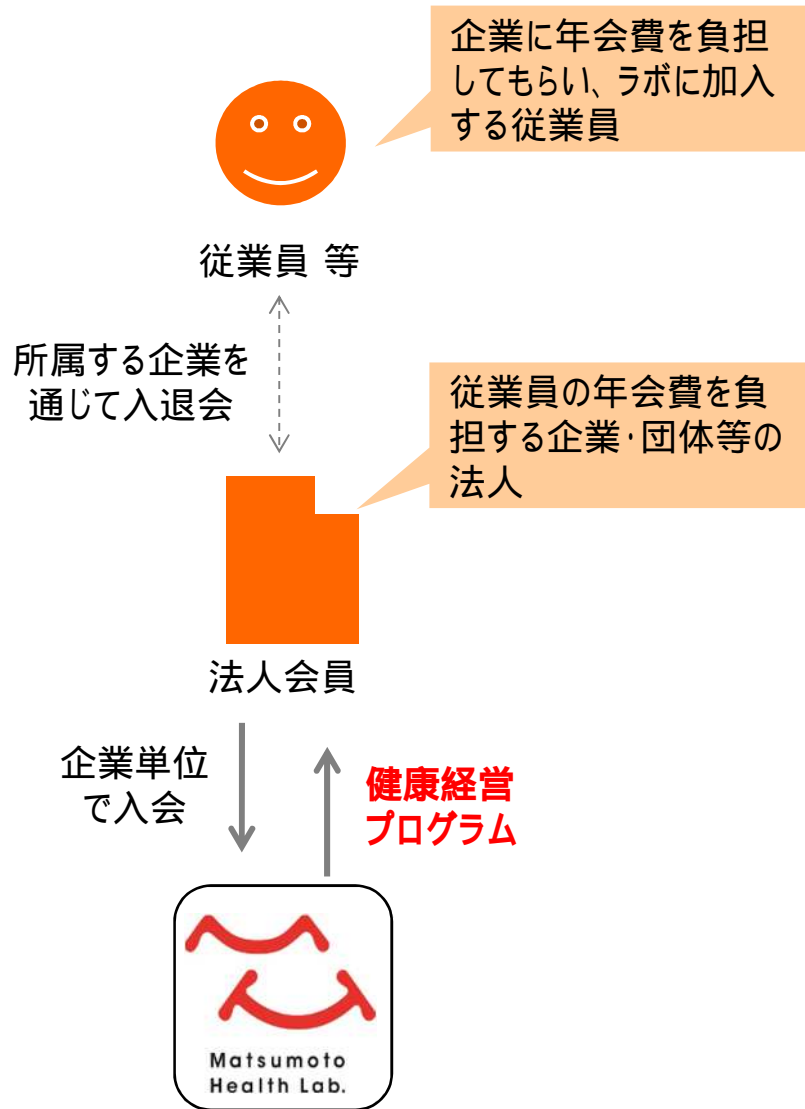 企業に年会費を負担
してもらい、ラボに加入
する従業員
従業員 等
所属する企業を
通じて入退会
従業員の年会費を負
担する企業・団体等の
法人
法人会員
企業単位
で入会
健康経営
プログラム
Matsumoto
Health Lab.